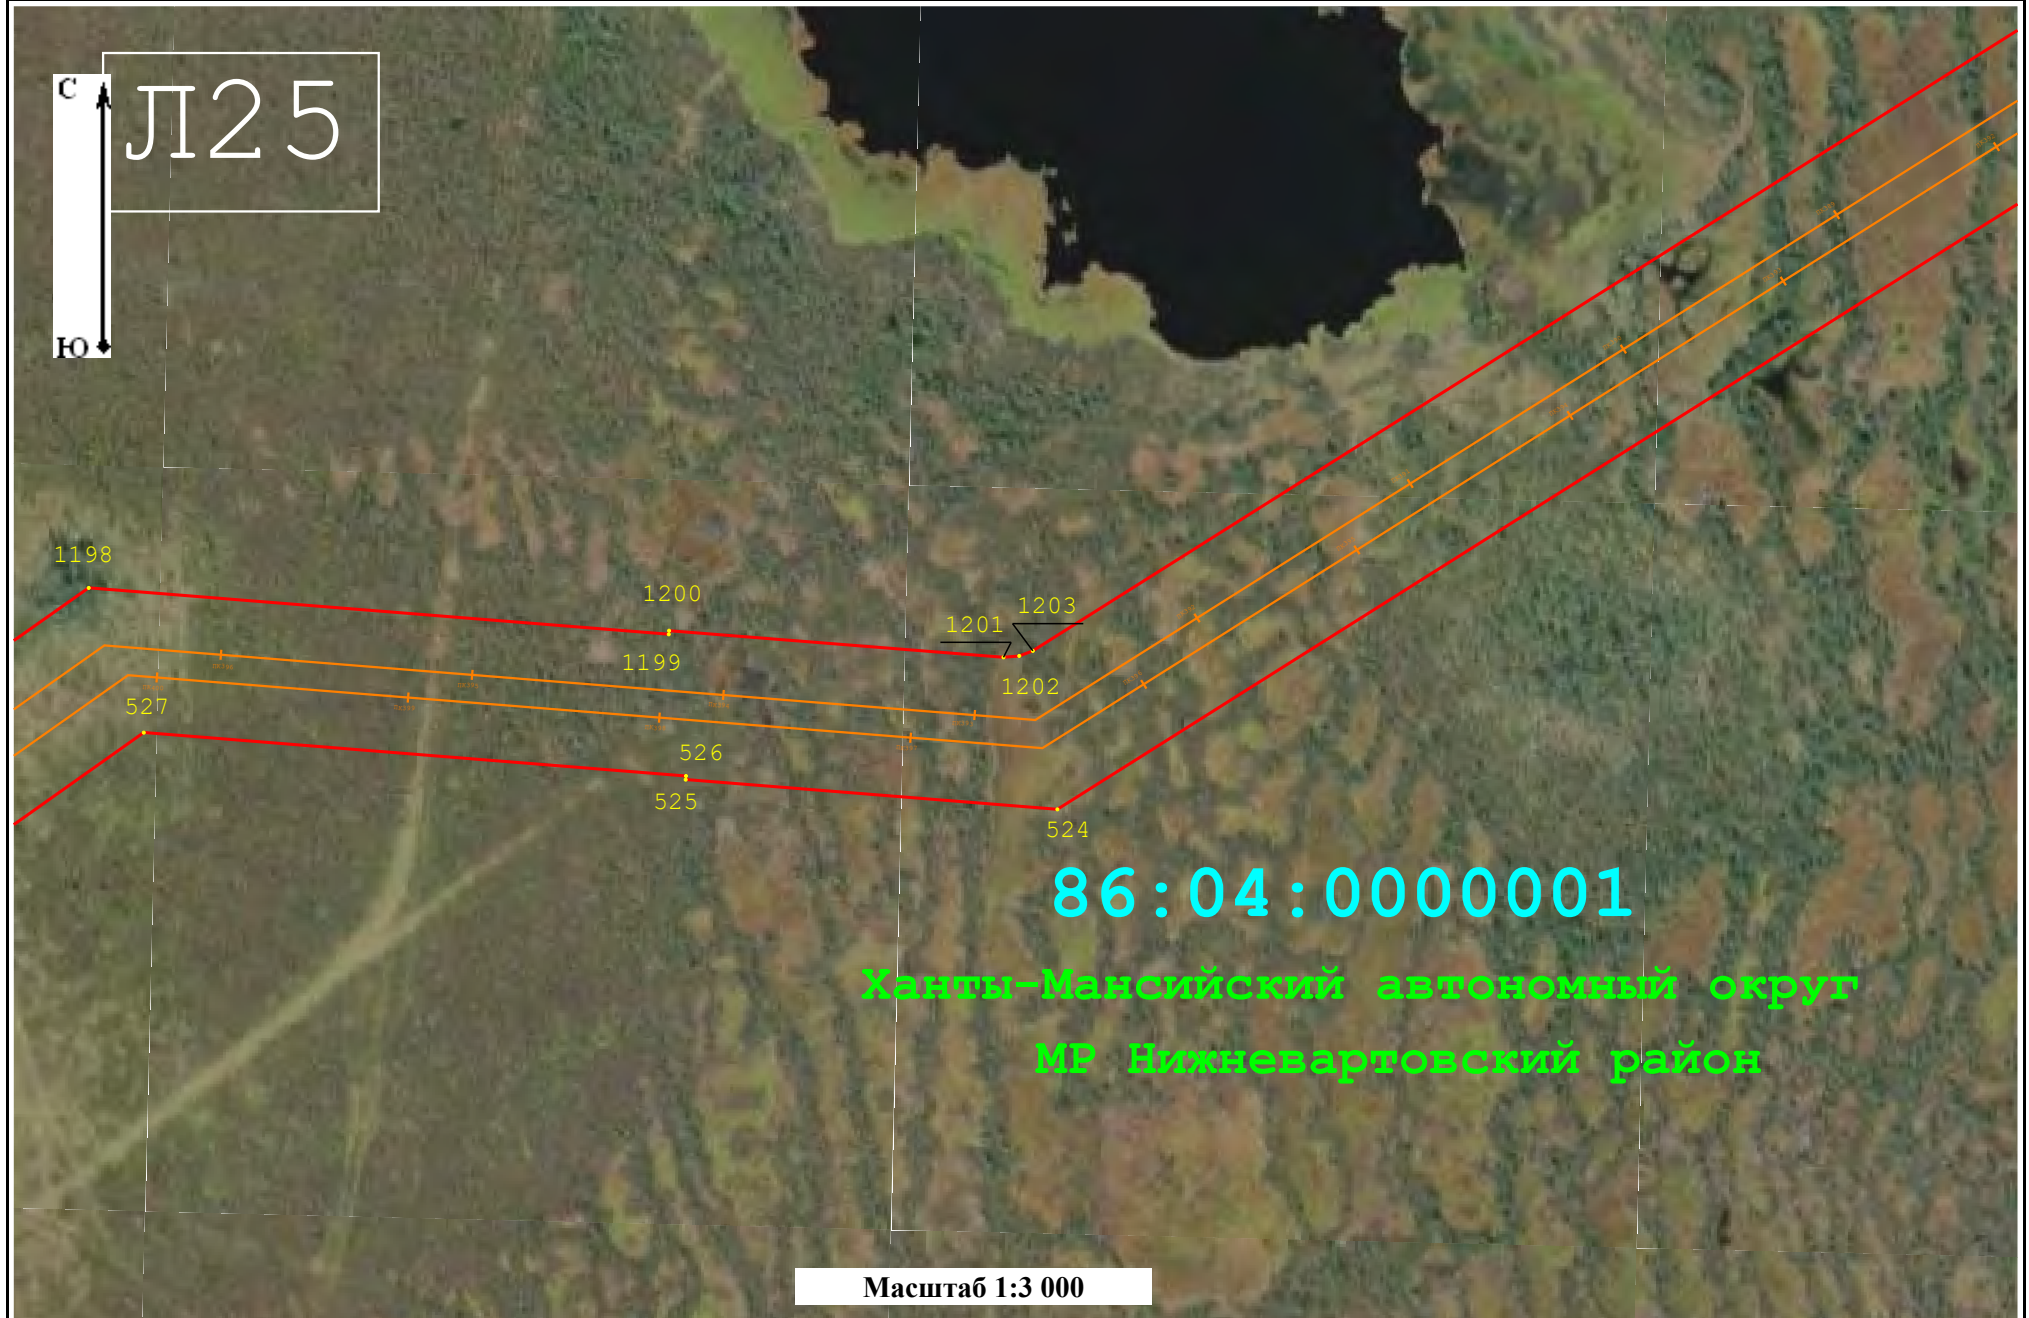 С
Л25
Ю
1198
1200
1203
1201
1199
1202
527
526
525
524
86:04:0000001
Ханты-Мансийский автономный округ
МР Нижневартовский район
Масштаб 1:3 000